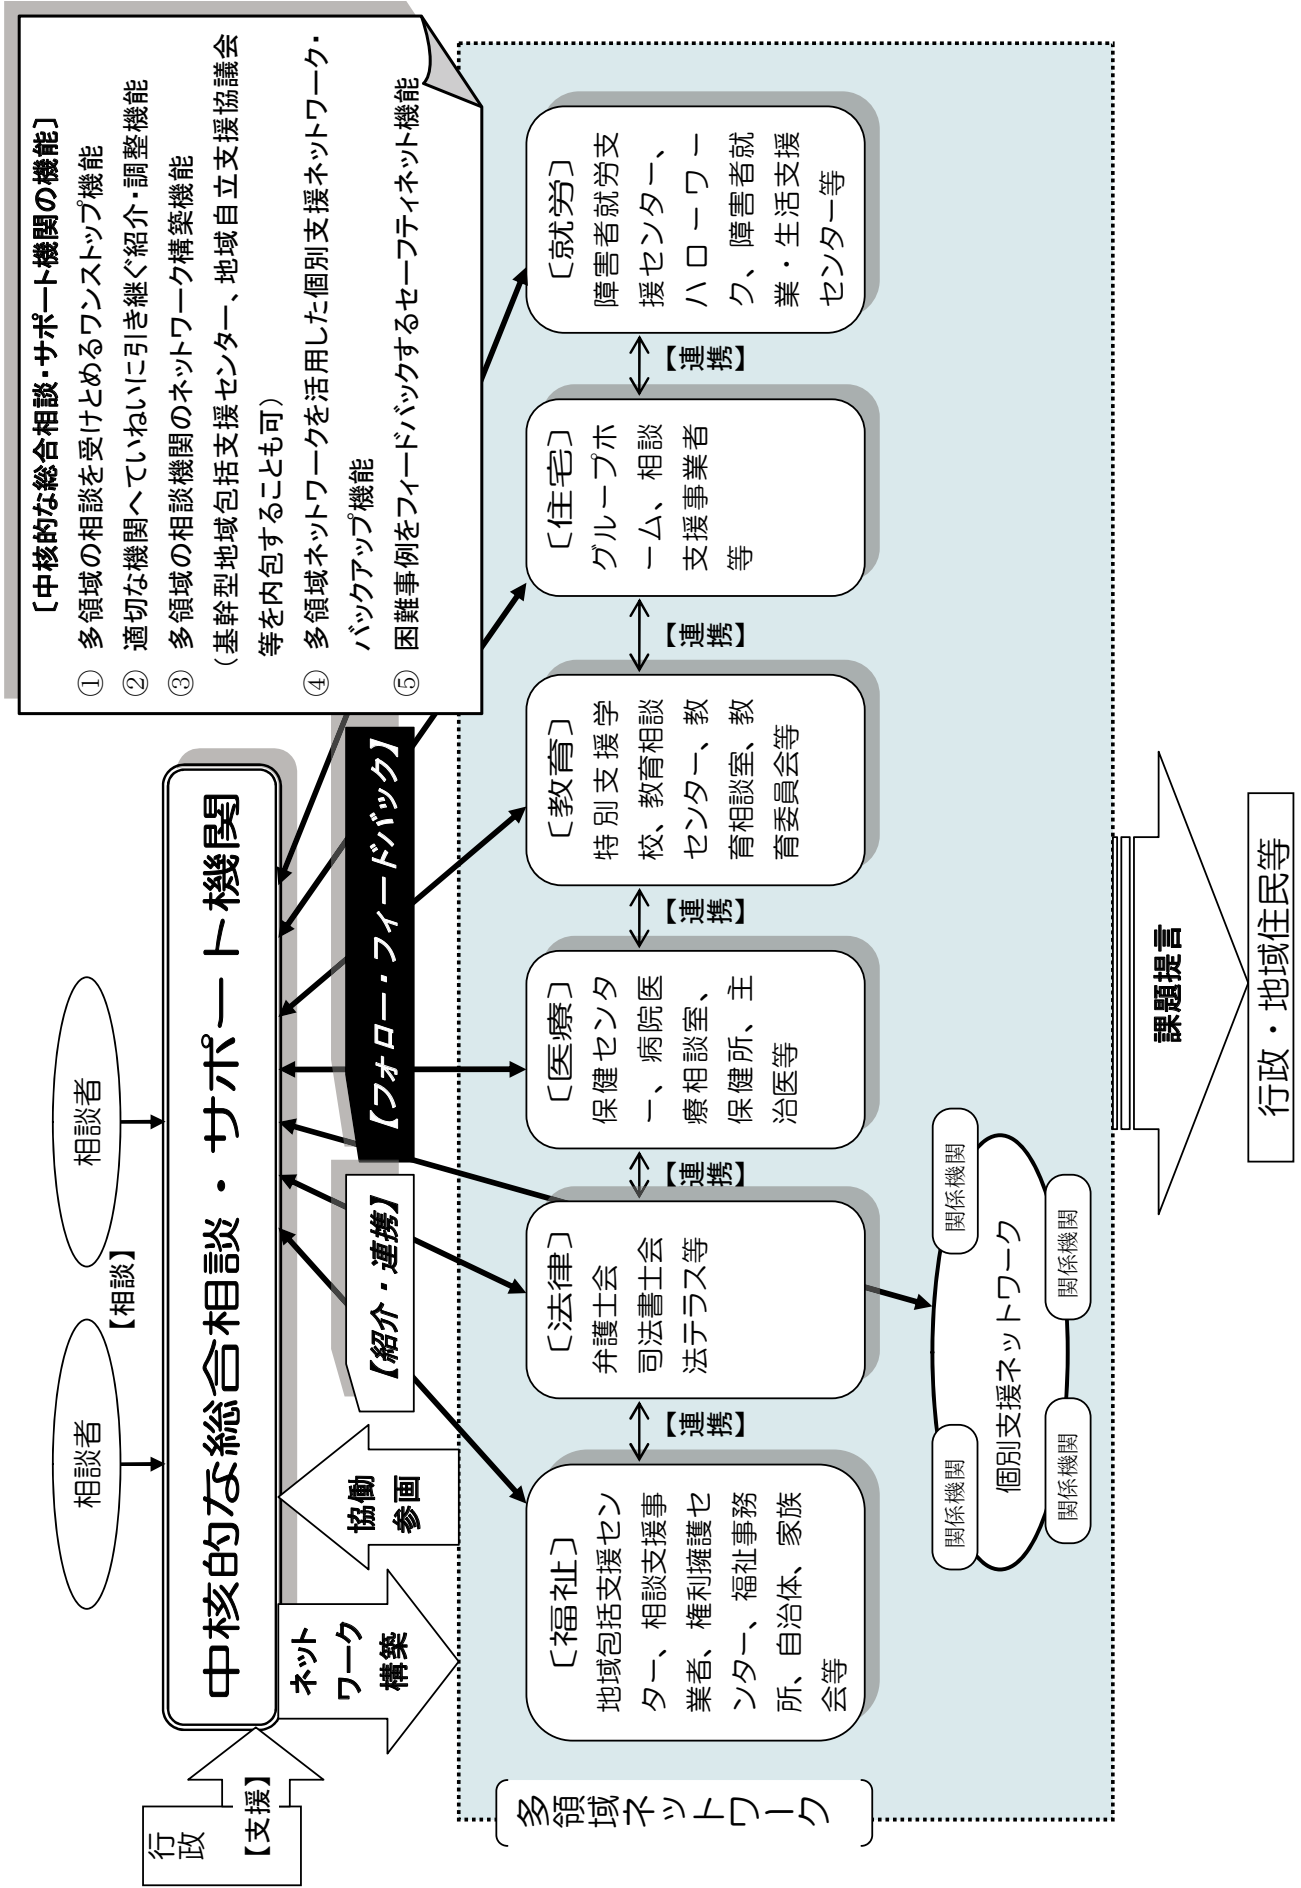 相談者
相談者
【相談】
行政
【支援】
中核的な総合相談・サポート機関
［中核的な総合相談・サポート機関の機能］
① 多領域の相談を受けとめるワンストップ機能
② 適切な機関へていねいに引き継ぐ紹介・調整機能
③ 多領域の相談機関のネットワーク構築機能
（基幹型地域包括支援センター、地域自立支援協議会
等を内包することも可）
④ 多領域ネットワークを活用した個別支援ネットワーク・
バックアップ機能
⑤ 困難事例をフィードバックするセーフティネット機能
ネット
ワーク
構築
協働
参画
【紹介・連携】
【フォロー・フィードバック】
多領域ネットワーク
〔福祉〕
地域包括支援セン
ター、相談支援事
業者、権利擁護セ
ンター、福祉事務
所、自治体、家族
会等
【連携】
〔法律〕
弁護士会
司法書士会
法テラス等
【連携】
〔医療〕
保健センタ
ー、病院医
療相談室、
保健所、主
治医等
【連携】
〔教育〕
特別支援学
校、教育相談
センター、教
育相談室、教
育委員会等
【連携】
〔住宅〕
グループホ
ーム、相談
支援事業者
等
【連携】
〔就労〕
障害者就労支
援センター、
ハローワー
ク、障害者就
業・生活支援
センター等
関係機関
関係機関
個別支援ネットワーク
関係機関
関係機関
課題提言
行政・地域住民等